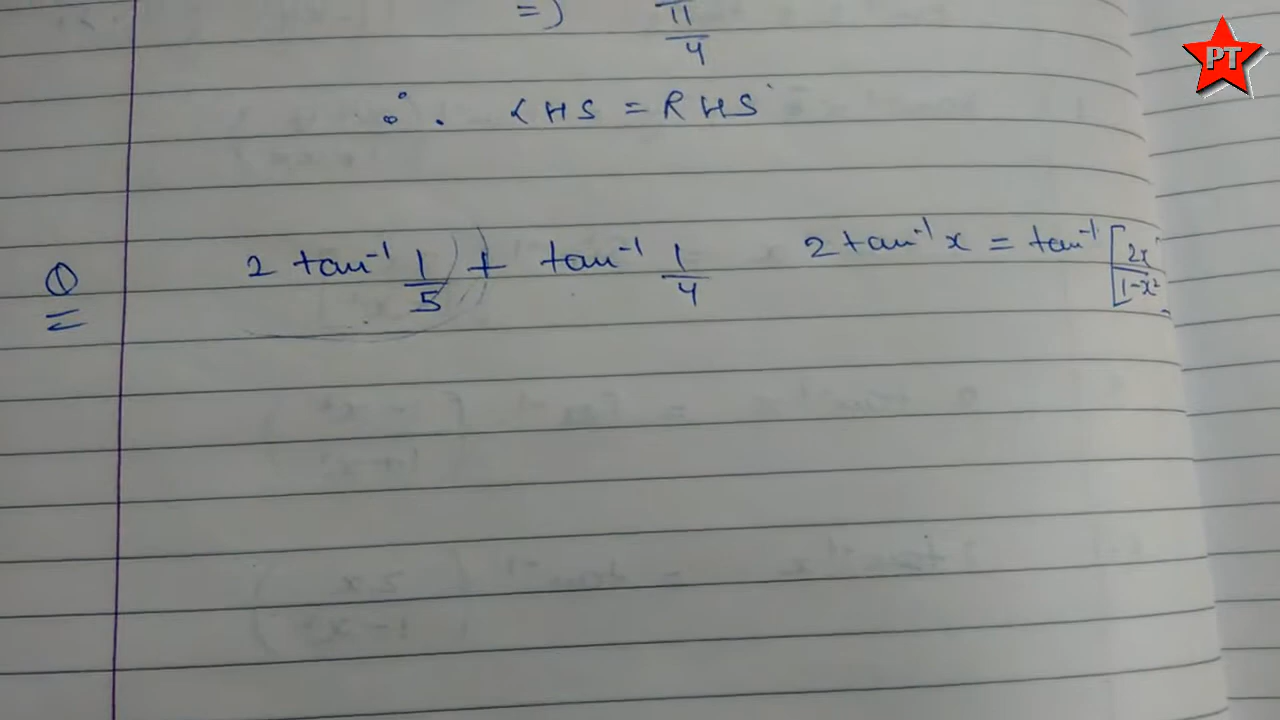 =) π/4
∴ LHS = RHS
Q 2 tan⁻¹ 1/5 + tan⁻¹ 1/4 2 tan⁻¹ x = tan⁻¹ [2x/1-x²]
PT